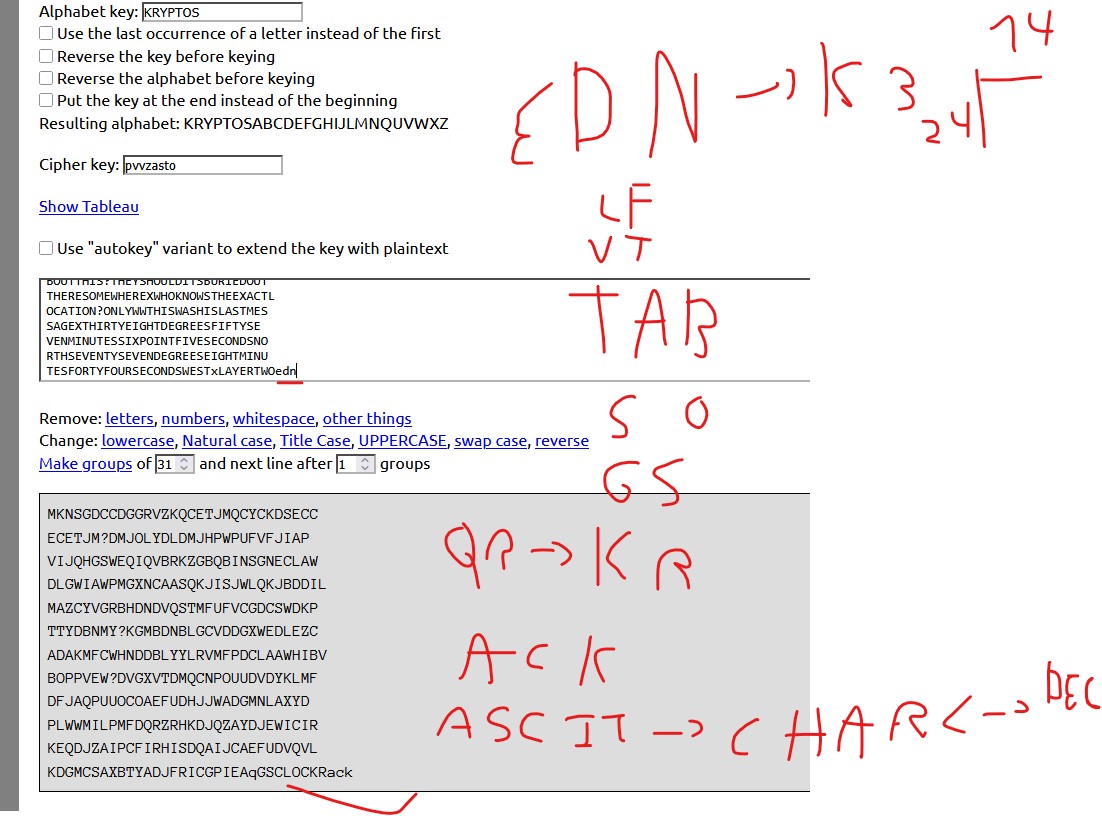 Alphabet key: KRYPTOS
Use the last occurrence of a letter instead of the first
Reverse the key before keying
Reverse the alphabet before keying
Put the key at the end instead of the beginning
Resulting alphabet: KRYPTOSABCDEFGHIJLMNQUVWXZ
Cipher key: pvvzasto
Show Tableau
Use "autokey" variant to extend the key with plaintext
BOUTTHIS?THEYSHOULDITSBURIEDOUT
THERESOMEWHEREXWHOKNOWSTHEEXACTL
OCATION?ONLYWWTHISWASHISLASTMES
SAGEXTHIRTYEIGHTDEGREESFIFTYSE
VENMINUTESSIXPOINTFIVESECONDSNO
RTHSEVENTYSEVENDEGREESEIGHTMINU
TESFORTYFOURSECONDSWESTxLAYERTWOedn
Remove: letters, numbers, whitespace, other things
Change: lowercase, Natural case, Title Case, UPPERCASE, swap case, reverse
Make groups of 31 and next line after 1 groups
MKNSGDCCDGGRVZKQCETJMQCYCKDSECC
ECETJM?DMJOLYDLDMJHPWPUFVFJIAP
VIJQHGSWEQIQVBRKZGBQBINSGNECLAW
DLGWIAWPMGXNCAASQKJISJWLQKJBDDIL
MAZCYVGRBHDNDVQSTMFUFVCGDCSWDKP
TTYDBNMY?KGMBDNBLGCVDDGXWEDLEZC
ADAKMFCWHNDDBLYYLRVMFPDCLAAWHIBV
BOPPVEW?DVGXVTDMQCNPOUUDVDYKLMF
DFJAQPUUOCOAEFUDHJJWADGMNLAXYD
PLWWMILPMFDQRZRHKDJQZAYDJEWICIR
KEQDJZAIPCFIRHISDQAIJCAEFUDVQVL
KDGMCSAXBTYADJFRICGPIEAqGSCLOCKRack
EDN -> K 3
24
14
LF
VT
TAB
S O
GS
QR -> KR
ACK
ASCII -> CHAR <-> DEC